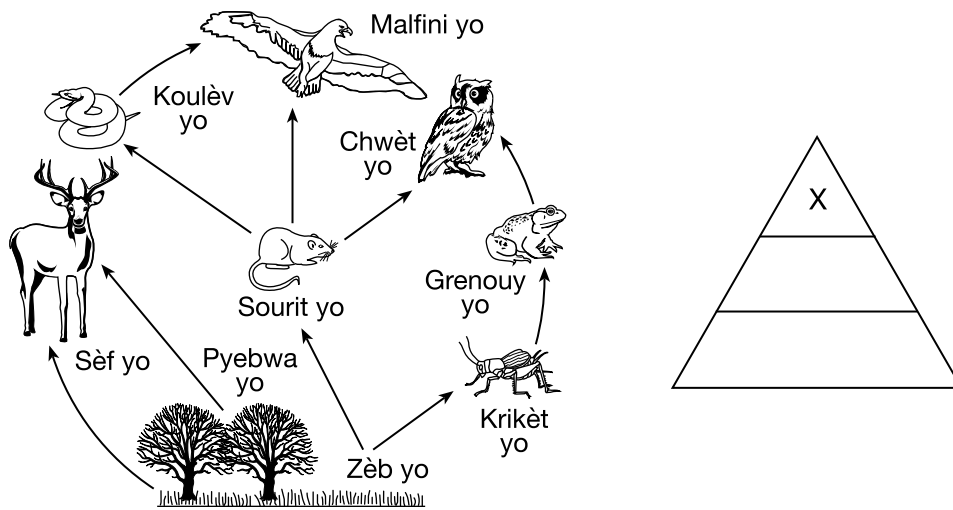 Malfini yo
Koulèv
yo
Chwèt
yo
X
Grenouy
yo
Sourit yo
Sèf yo
Pyebwa
yo
Krikèt
yo
Zèb yo